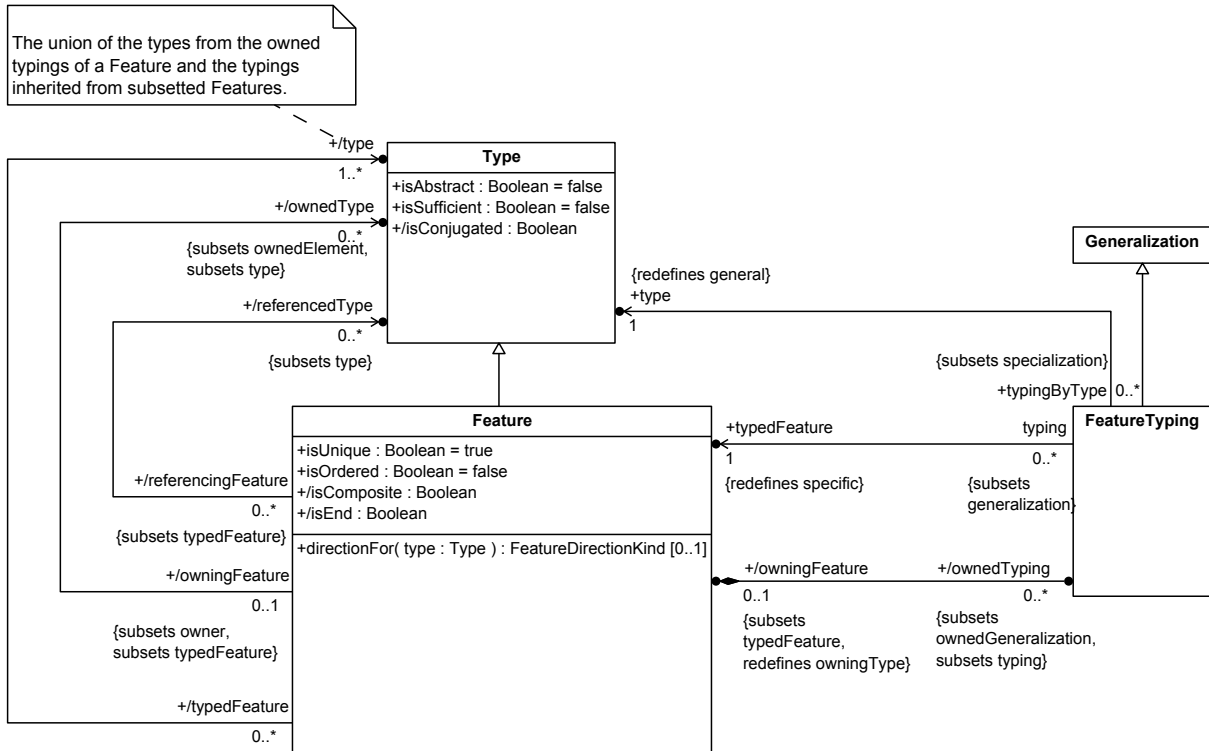 The union of the types from the owned
typings of a Feature and the typings
inherited from subsetted Features.
+/type
1..*
Type
+isAbstract : Boolean = false
+isSufficient : Boolean = false
+/isConjugated : Boolean
+/ownedType
0..*
{subsets ownedElement,
subsets type}
+/referencedType
0..*
{subsets type}
Generalization
{redefines general}
+type
1
{subsets specialization}
+typingByType
0..*
Feature
+isUnique : Boolean = true
+isOrdered : Boolean = false
+/isComposite : Boolean
+/isEnd : Boolean
+directionFor( type : Type ) : FeatureDirectionKind [0..1]
FeatureTyping
+typedFeature
1
{redefines specific}
typing
0..*
{subsets
generalization}
+/referencingFeature
0..*
{subsets typedFeature}
+/owningFeature
0..1
{subsets owner,
subsets typedFeature}
+/owningFeature
0..1
{subsets
typedFeature,
redefines owningType}
+/ownedTyping
0..*
{subsets
ownedGeneralization,
subsets typing}
+/typedFeature
0..*